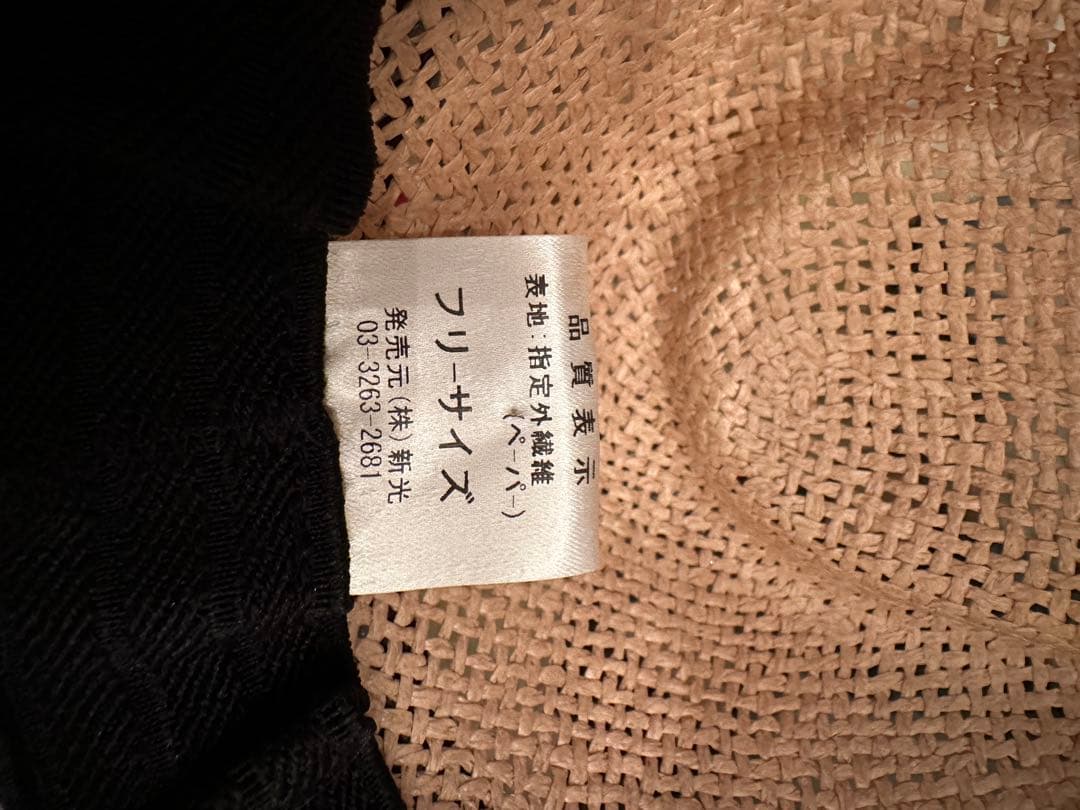 品質表示
表地:指定外繊維
(ペーパー)
フリーサイズ
発売元(株)新光
03-3263-2681